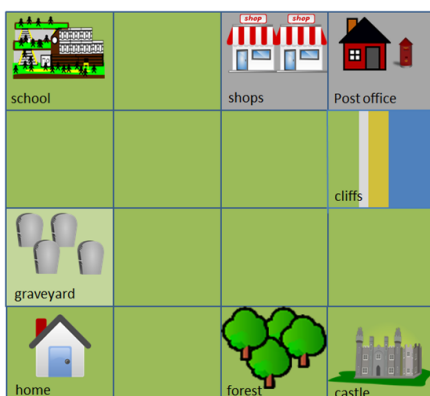 shop shop
school shops Post office
cliffs
graveyard
home forest castle